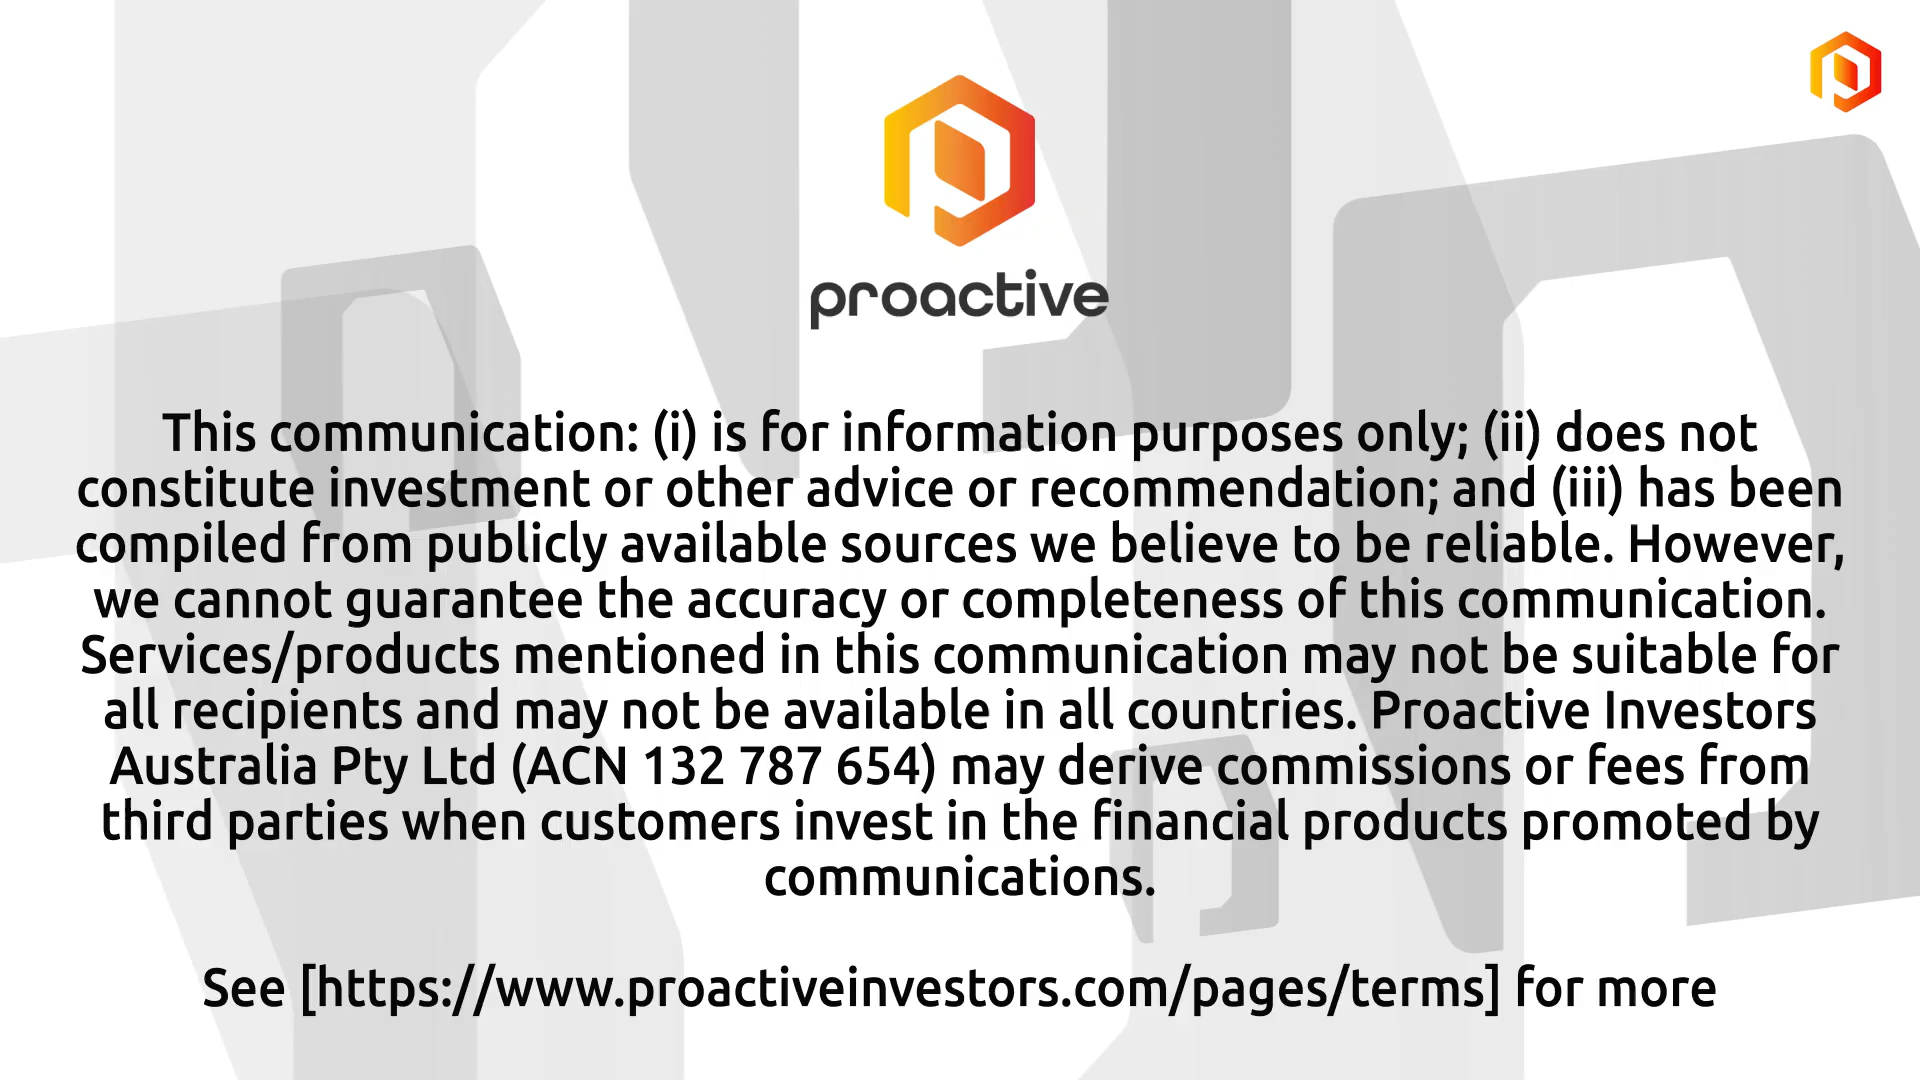 proactive
This communication: (i) is for information purposes only; (ii) does not
constitute investment or other advice or recommendation; and (iii) has been
compiled from publicly available sources we believe to be reliable. However,
we cannot guarantee the accuracy or completeness of this communication.
Services/products mentioned in this communication may not be suitable for
all recipients and may not be available in all countries. Proactive Investors
Australia Pty Ltd (ACN 132 787 654) may derive commissions or fees from
third parties when customers invest in the financial products promoted by
communications.
See [https://www.proactiveinvestors.com/pages/terms] for more